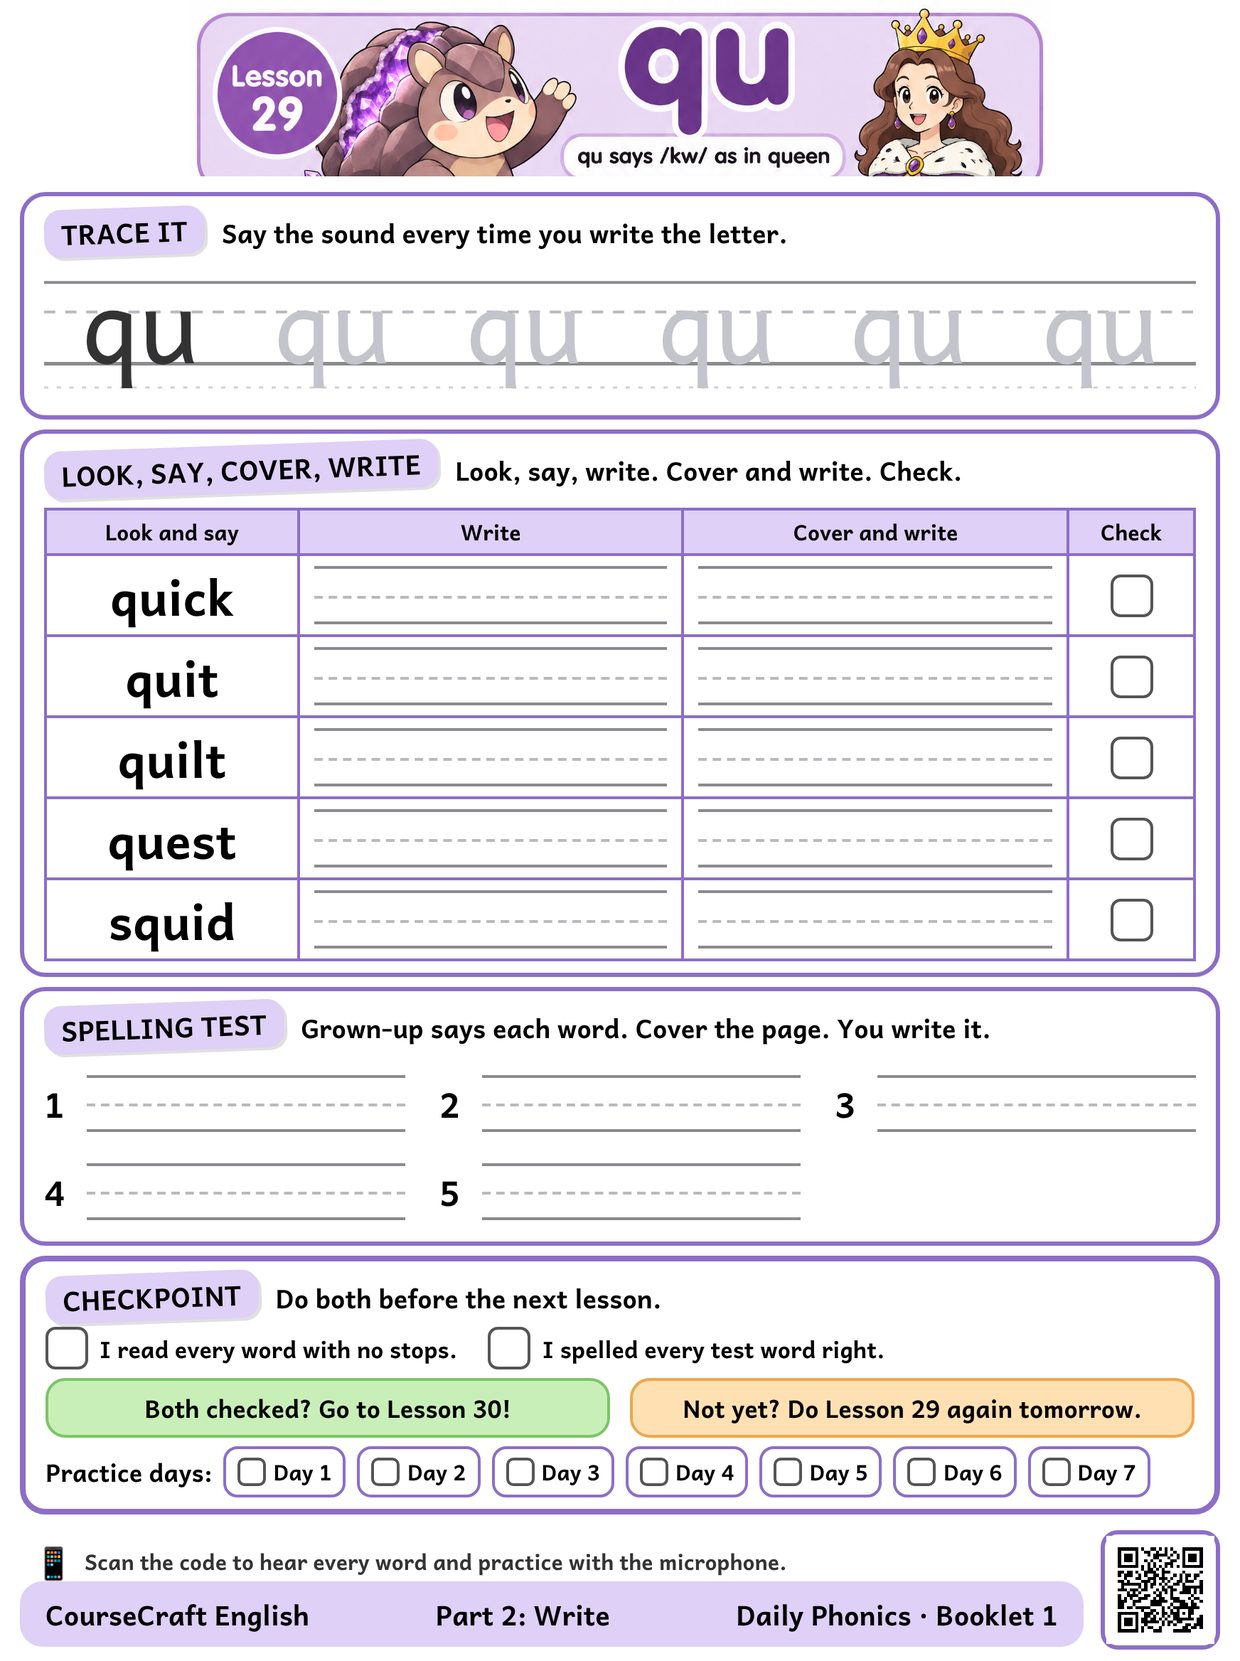 Lesson
29
qu
qu says /kw/ as in queen
TRACE IT Say the sound every time you write the letter.
qu qu qu qu qu qu
LOOK, SAY, COVER, WRITE Look, say, write. Cover and write. Check.
Look and say Write Cover and write Check
quick
quit
quilt
quest
squid
SPELLING TEST Grown-up says each word. Cover the page. You write it.
1 2 3
4 5
CHECKPOINT Do both before the next lesson.
I read every word with no stops. I spelled every test word right.
Both checked? Go to Lesson 30! Not yet? Do Lesson 29 again tomorrow.
Practice days: Day 1 Day 2 Day 3 Day 4 Day 5 Day 6 Day 7
Scan the code to hear every word and practice with the microphone.
CourseCraft English Part 2: Write Daily Phonics · Booklet 1